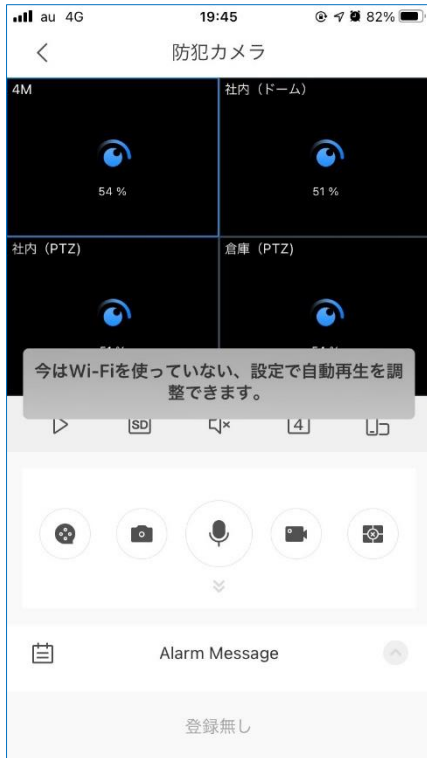 au 4G 19:45 82%
防犯カメラ
4M 社内（ドーム）
54 % 51 %
社内（PTZ) 倉庫（PTZ)
今はWi-Fiを使っていない、設定で自動再生を調
整できます。
SD 4
Alarm Message
登録無し